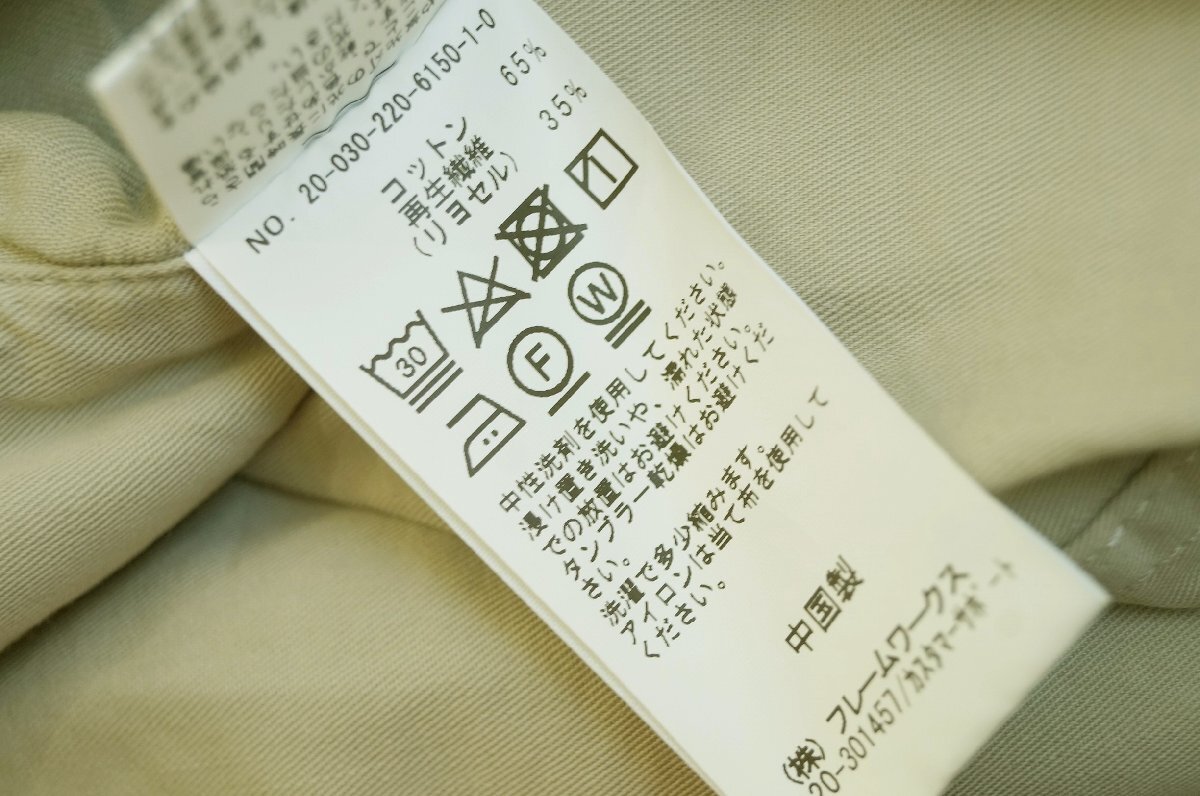 NO. 20-030-220-6150-1-0
コットン 65%
再生繊維 35%
(リヨセル)
30
F
W
中性洗剤を使用してください。
浸け置き洗いや、濡れた状態
での放置はお避けください。
タンブラー乾燥はお避けくだ
さい。
洗濯で多少縮みます。
アイロンは当て布を使用して
ください。
中国製
(株) フレームワークス
20-301457/カスタマーサポート